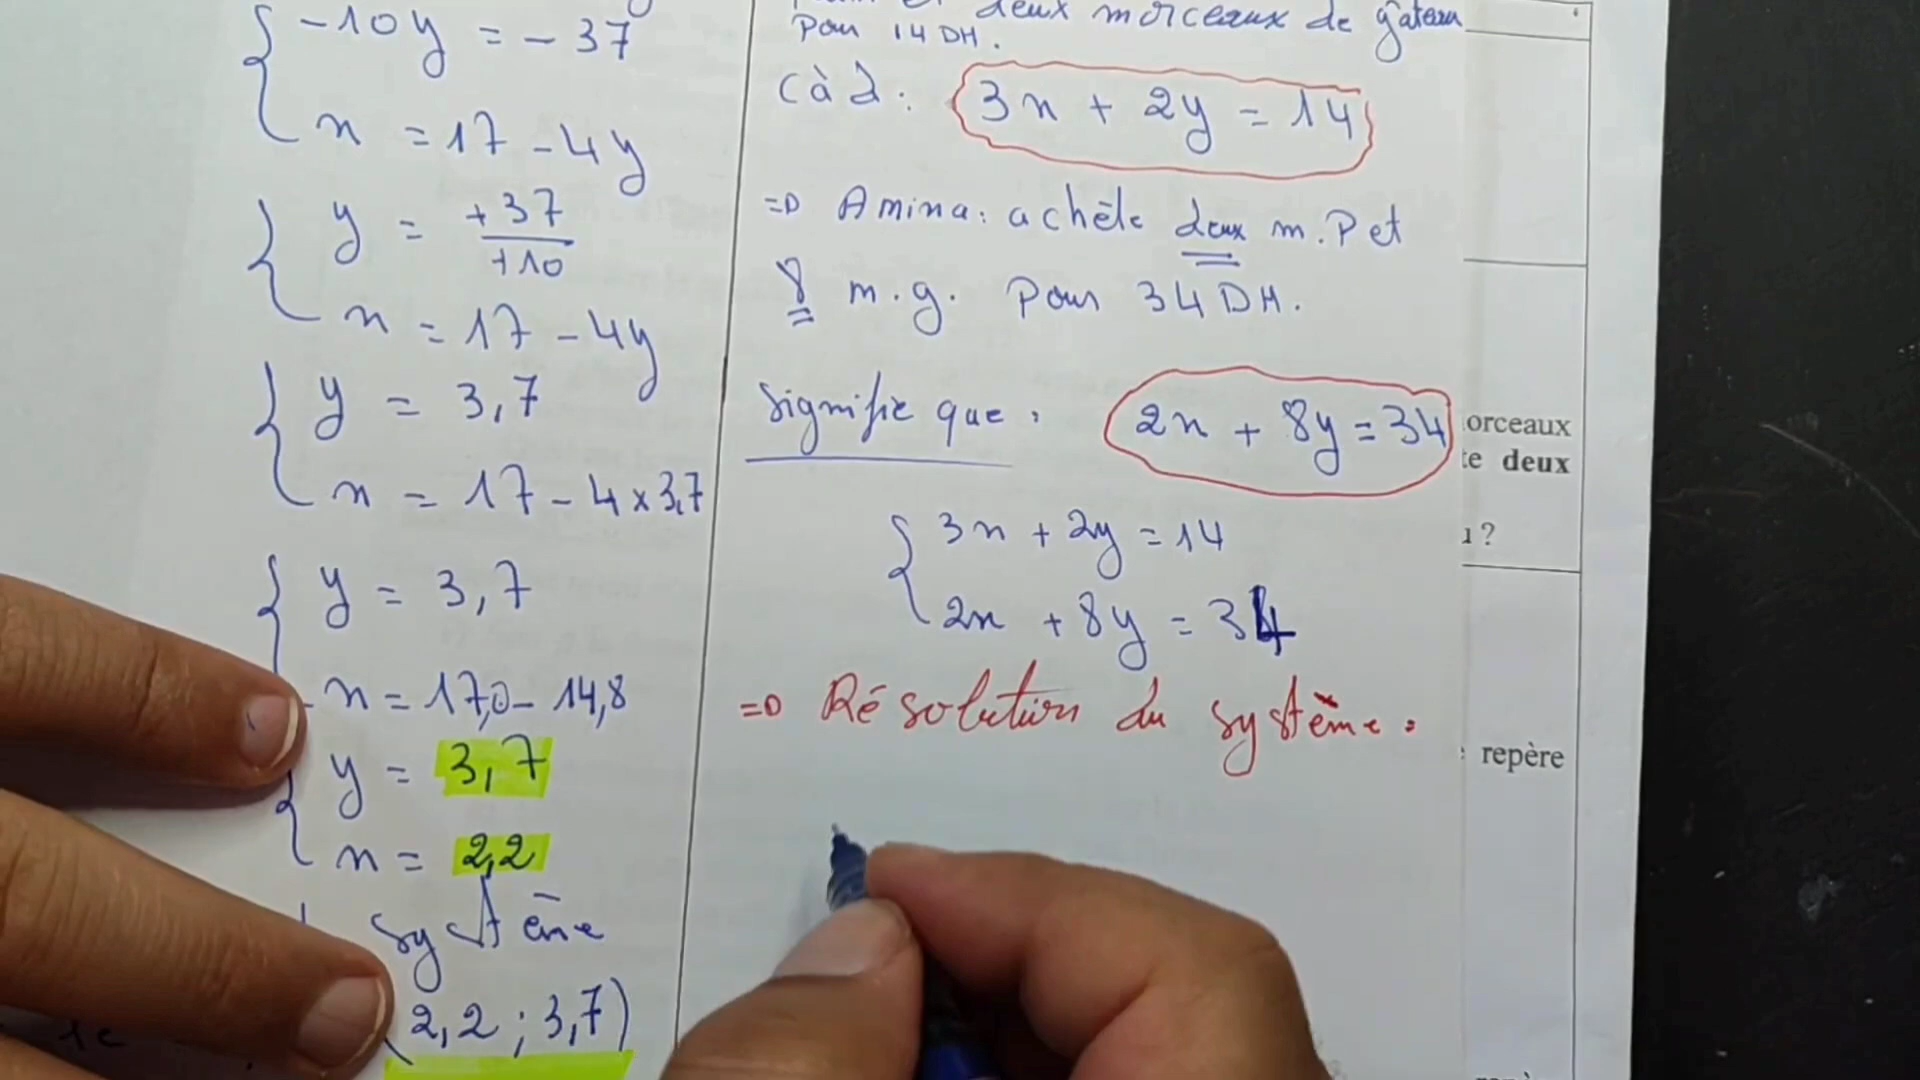 -10y = -37
x = 17 - 4y
y = +37/+10
x = 17 - 4y
y = 3,7
x = 17 - 4×3,7
y = 3,7
x = 17,0 - 14,8
y = 3,7
x = 2,2
système
(2,2 ; 3,7)
deux morceaux de gateau
Pour 14 DH.
Càd : 3x + 2y = 14
=> Amina : achète deux m.P et
8 m.g. Pour 34 DH.
Signifie que : 2x + 8y = 34
3x + 2y = 14
2x + 8y = 34
=> Résolution du système :
orceaux
te deux
?
repère